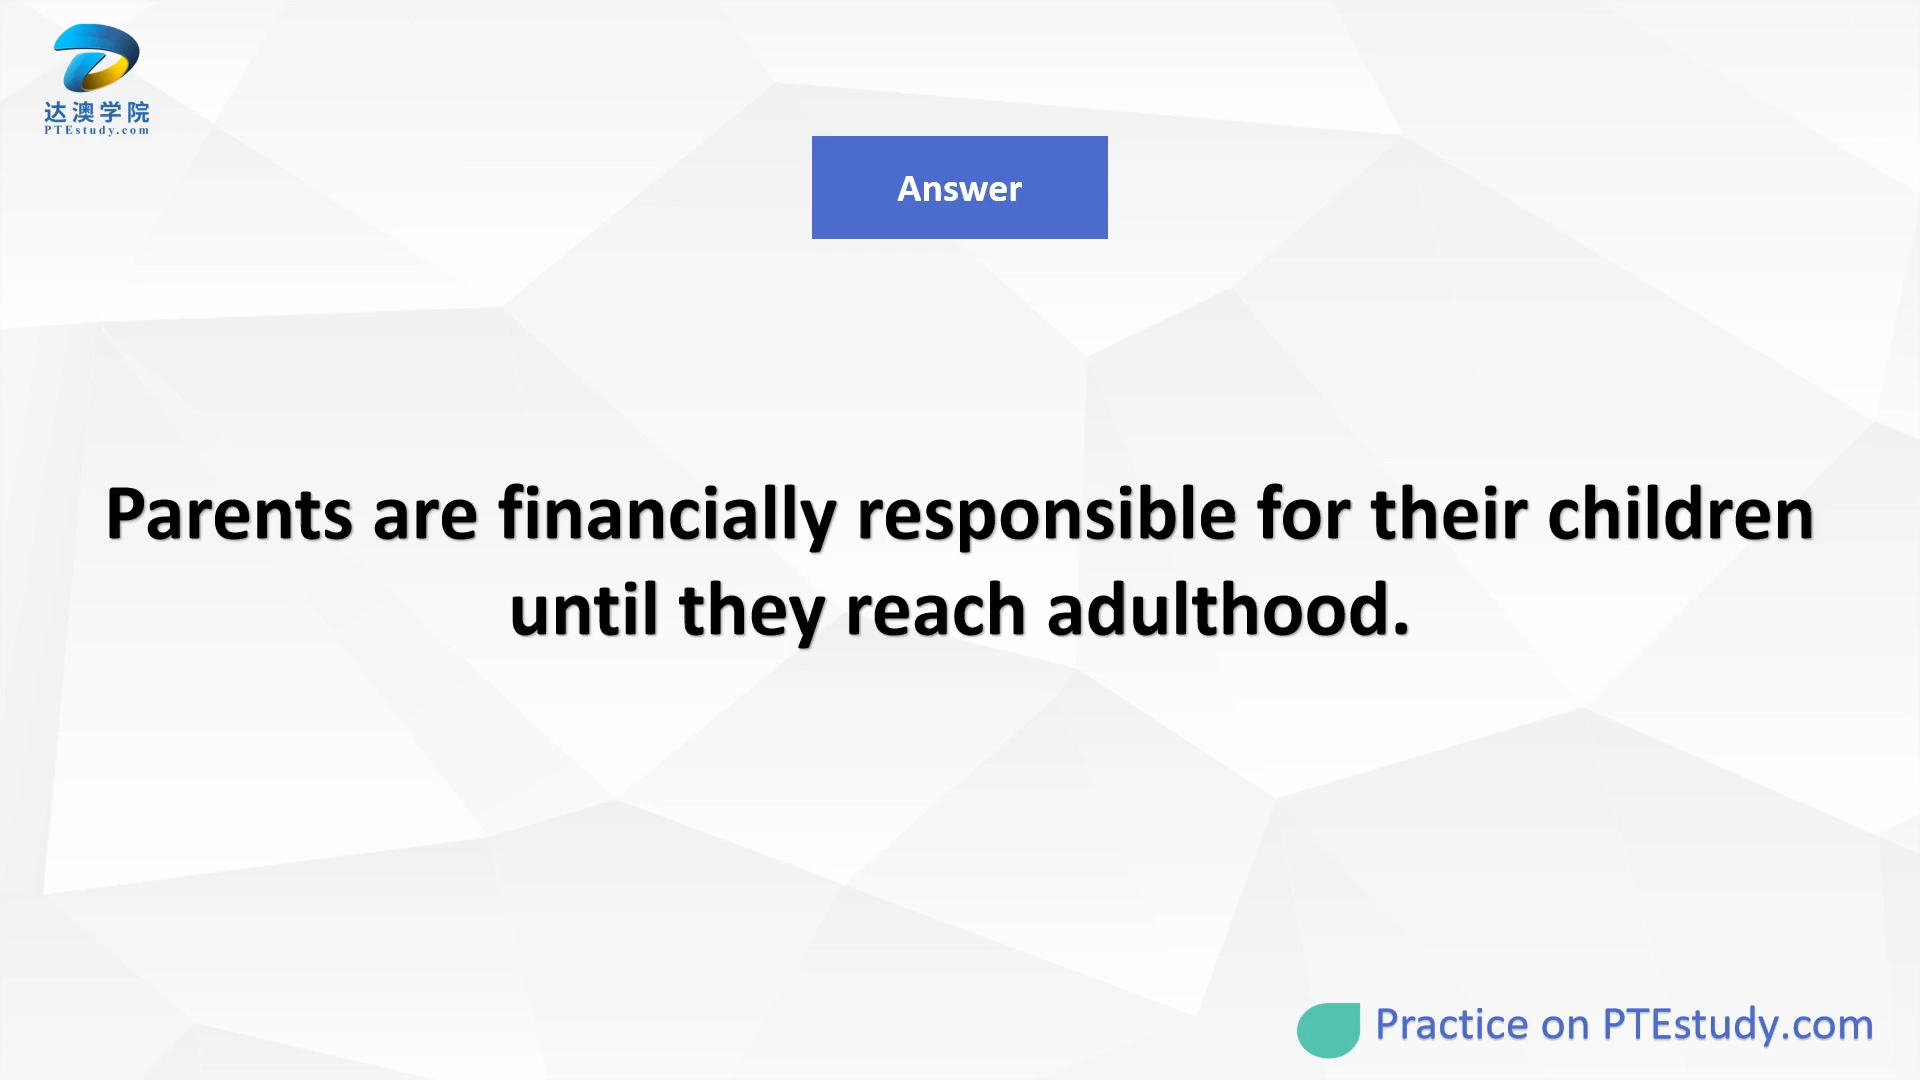 达澳学院
PTEstudy.com
Answer
Parents are financially responsible for their children
until they reach adulthood.
Practice on PTEstudy.com